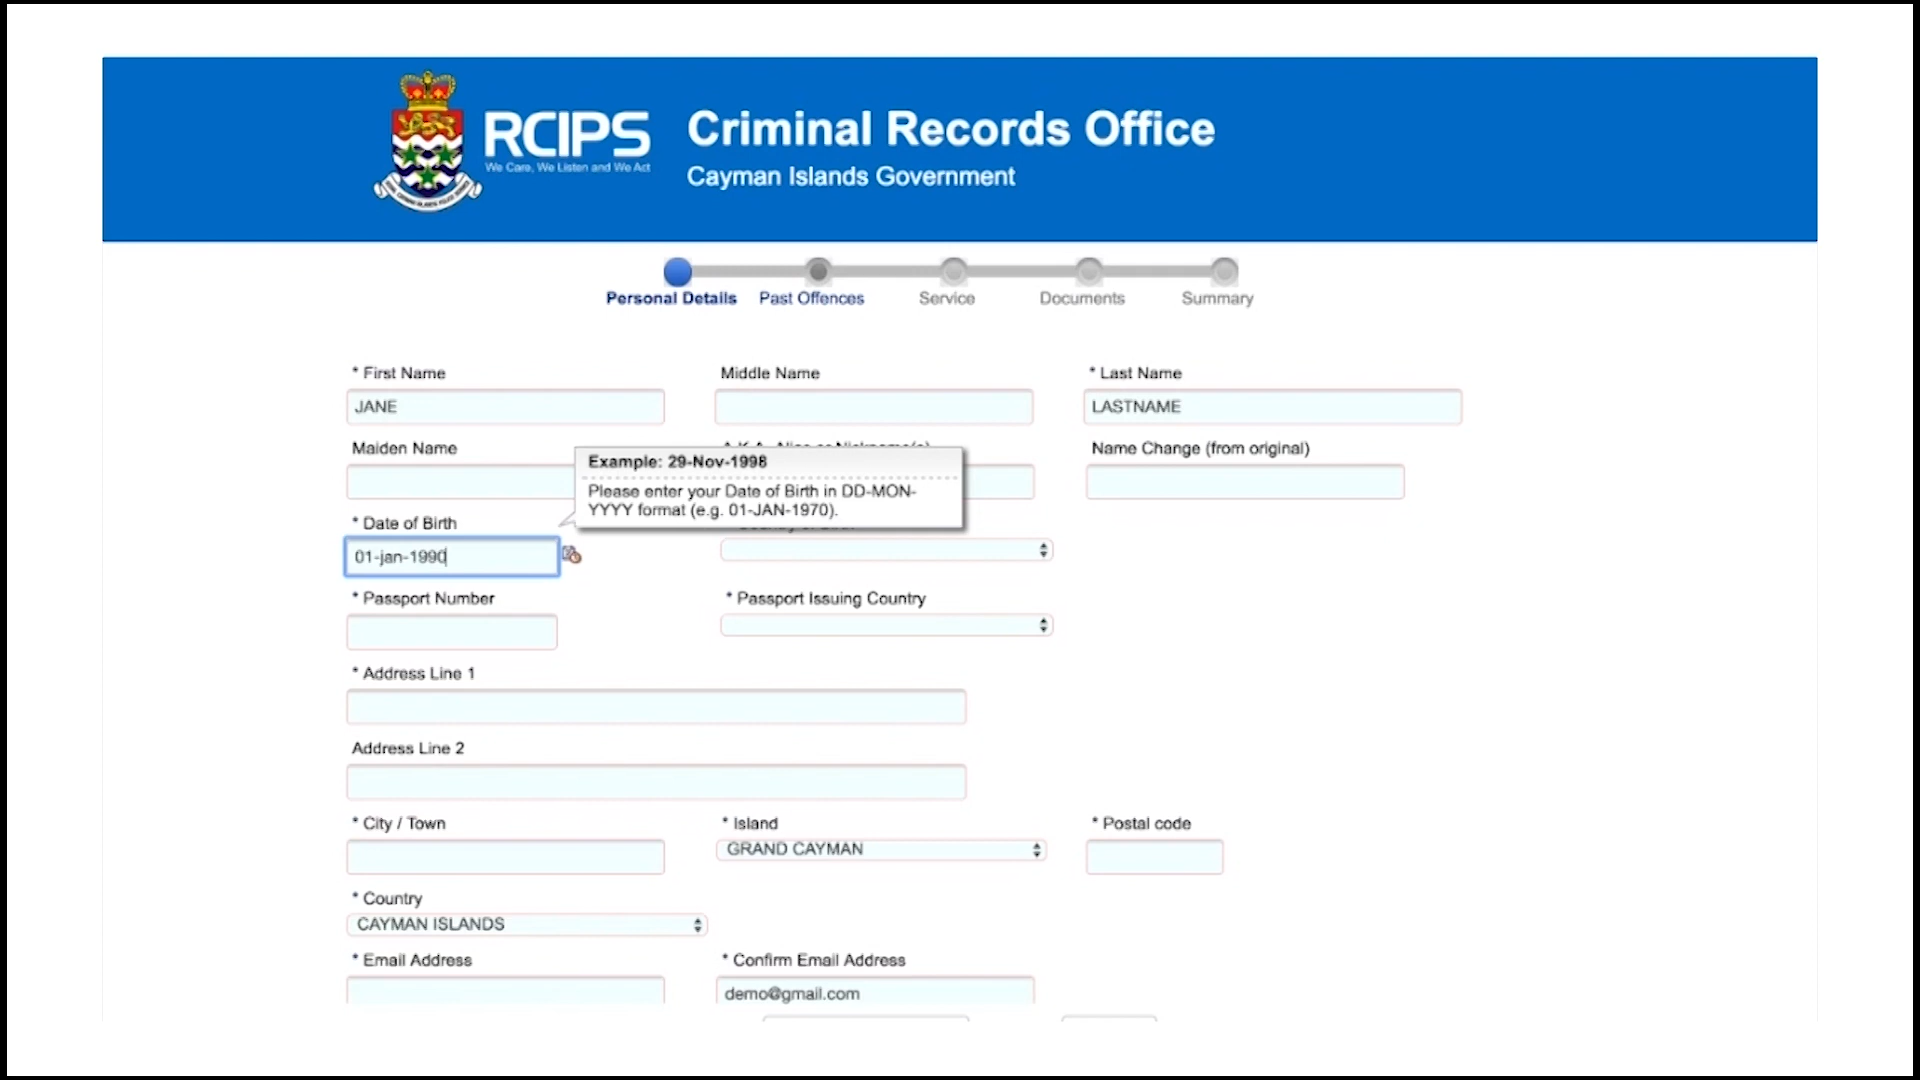 RCIPS
We Care, We Listen and We Act
Criminal Records Office
Cayman Islands Government
Personal Details
Past Offences
Service
Documents
Summary
* First Name
Middle Name
* Last Name
JANE
LASTNAME
Maiden Name
Name Change (from original)
Example: 29-Nov-1998
Please enter your Date of Birth in DD-MON-
YYYY format (e.g. 01-JAN-1970).
* Date of Birth
01-jan-1990
* Passport Number
* Passport Issuing Country
* Address Line 1
Address Line 2
* City / Town
* Island
* Postal code
GRAND CAYMAN
* Country
CAYMAN ISLANDS
* Email Address
* Confirm Email Address
demo@gmail.com